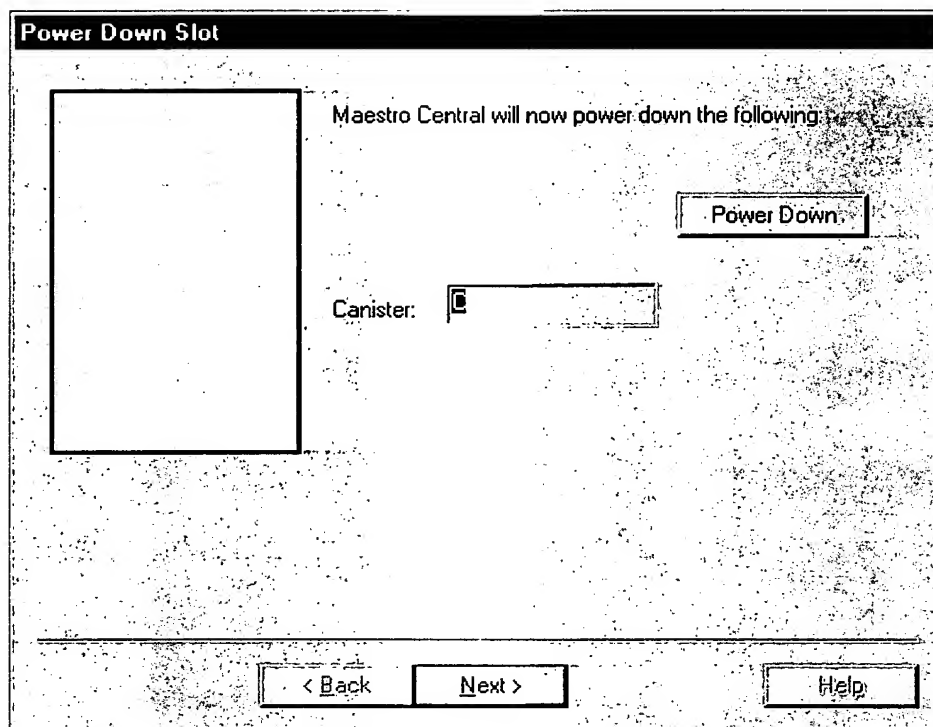 Power Down Slot
Maestro Central will now power down the following:
Power Down
Canister:
< Back
Next >
Help